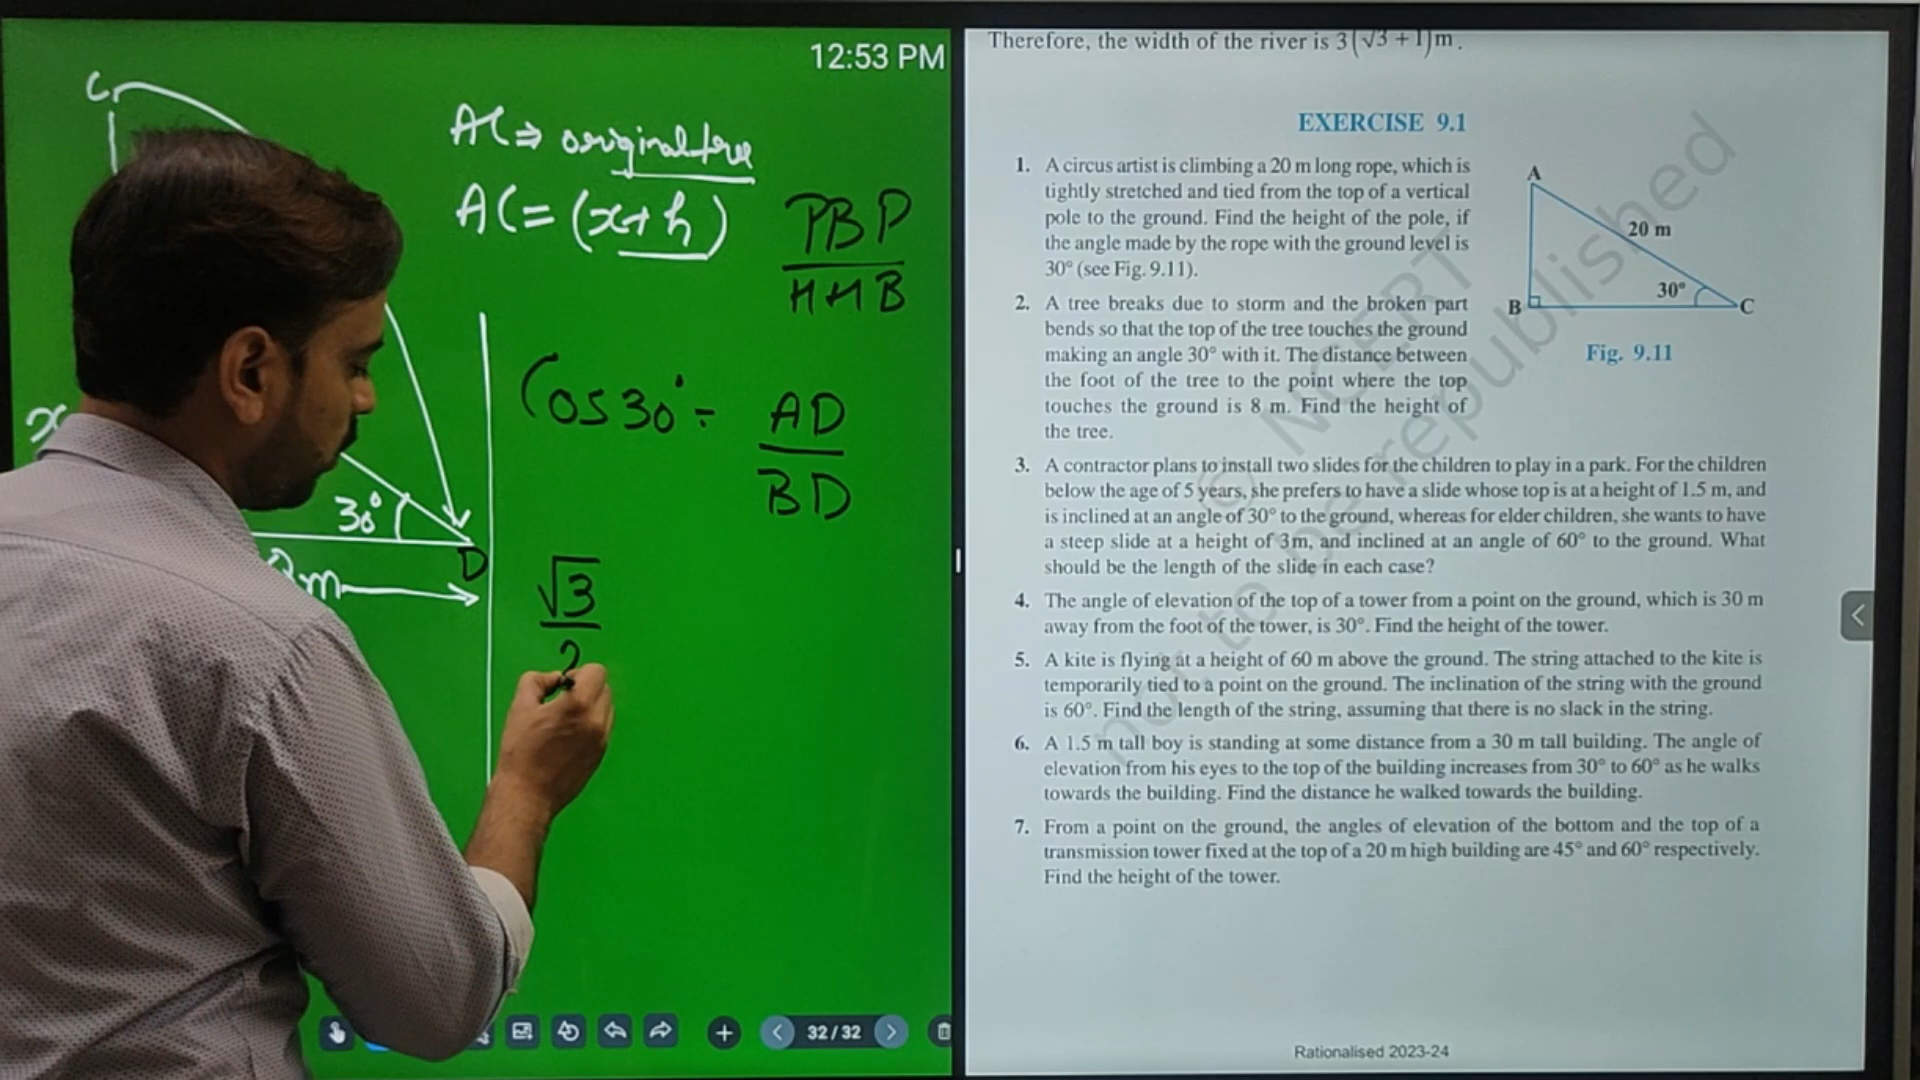 12:53 PM
C
AC ⇒ original tree
AC = (x+h)
PBP
HHB
x
Cos30° = AD
BD
30°
D
m
√3
2
32/32
Therefore, the width of the river is 3(√3 + 1)m.
EXERCISE 9.1
1. A circus artist is climbing a 20 m long rope, which is
tightly stretched and tied from the top of a vertical
pole to the ground. Find the height of the pole, if
the angle made by the rope with the ground level is
30° (see Fig. 9.11).
A
20 m
30°
B
C
Fig. 9.11
2. A tree breaks due to storm and the broken part
bends so that the top of the tree touches the ground
making an angle 30° with it. The distance between
the foot of the tree to the point where the top
touches the ground is 8 m. Find the height of
the tree.
3. A contractor plans to install two slides for the children to play in a park. For the children
below the age of 5 years, she prefers to have a slide whose top is at a height of 1.5 m, and
is inclined at an angle of 30° to the ground, whereas for elder children, she wants to have
a steep slide at a height of 3m, and inclined at an angle of 60° to the ground. What
should be the length of the slide in each case?
4. The angle of elevation of the top of a tower from a point on the ground, which is 30 m
away from the foot of the tower, is 30°. Find the height of the tower.
5. A kite is flying at a height of 60 m above the ground. The string attached to the kite is
temporarily tied to a point on the ground. The inclination of the string with the ground
is 60°. Find the length of the string, assuming that there is no slack in the string.
6. A 1.5 m tall boy is standing at some distance from a 30 m tall building. The angle of
elevation from his eyes to the top of the building increases from 30° to 60° as he walks
towards the building. Find the distance he walked towards the building.
7. From a point on the ground, the angles of elevation of the bottom and the top of a
transmission tower fixed at the top of a 20 m high building are 45° and 60° respectively.
Find the height of the tower.
© NCERT
not to be republished
Rationalised 2023-24